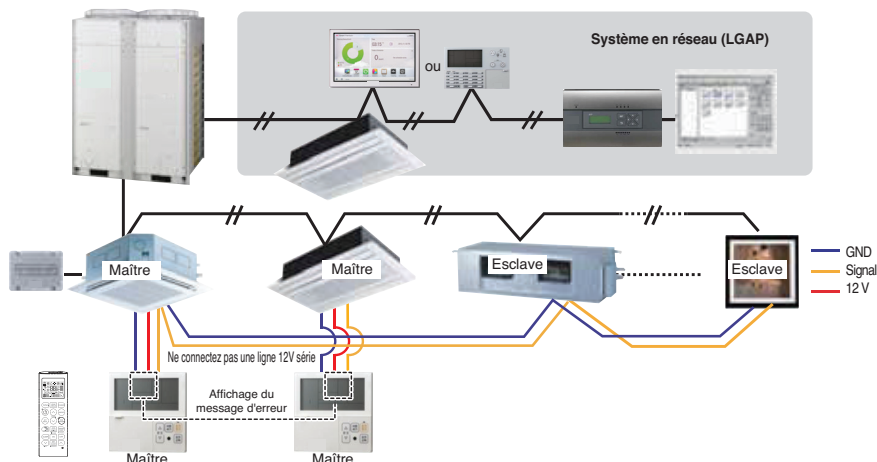 Système en réseau (LGAP)
ou
Maître
Maître
Esclave
Esclave
GND
Signal
12 V
Ne connectez pas une ligne 12V série
Affichage du
message d'erreur
Maître
Maître